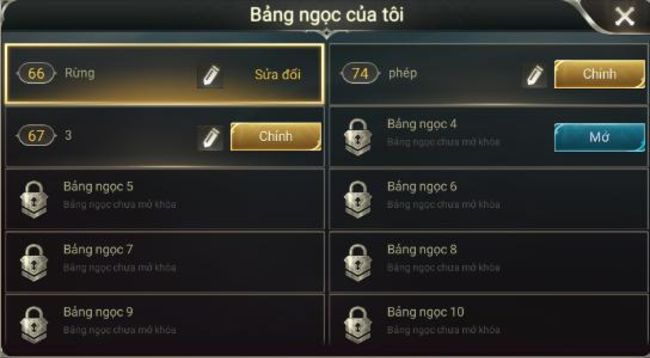 Bảng ngọc của tôi
66 Rừng Sửa đổi
74 phép Chỉnh
67 3 Chỉnh
Bảng ngọc 4
Bảng ngọc chưa mở khóa
Mở
Bảng ngọc 5
Bảng ngọc chưa mở khóa
Bảng ngọc 6
Bảng ngọc chưa mở khóa
Bảng ngọc 7
Bảng ngọc chưa mở khóa
Bảng ngọc 8
Bảng ngọc chưa mở khóa
Bảng ngọc 9
Bảng ngọc chưa mở khóa
Bảng ngọc 10
Bảng ngọc chưa mở khóa